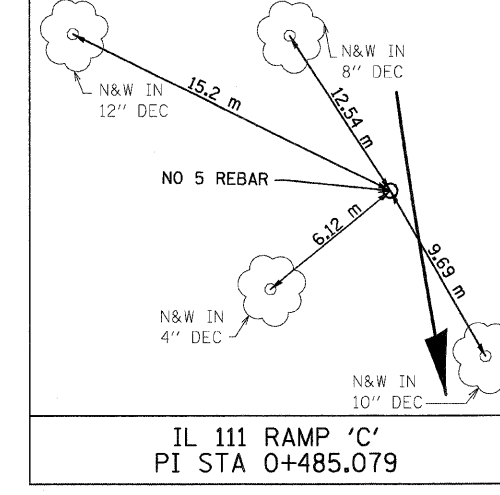 N&W IN
8" DEC
N&W IN
12" DEC
15.2 m
12.54 m
NO 5 REBAR
6.12 m
9.69 m
N&W IN
4" DEC
N&W IN
10" DEC
IL 111 RAMP 'C'
PI STA 0+485.079